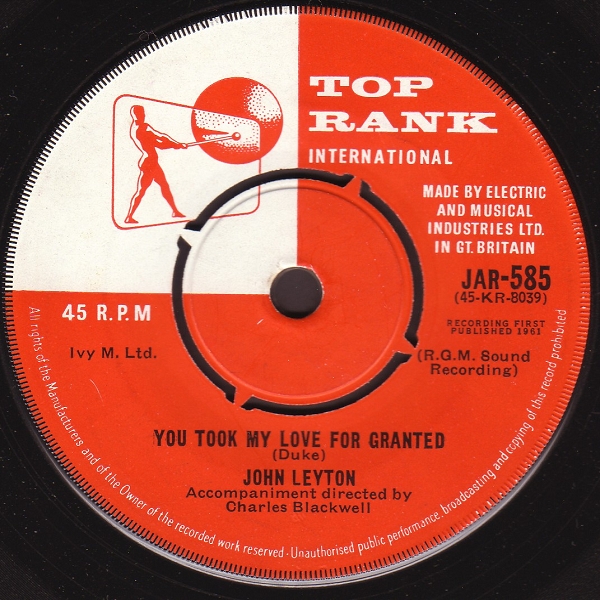 TOP
RANK
INTERNATIONAL
MADE BY ELECTRIC
AND MUSICAL
INDUSTRIES LTD.
IN GT. BRITAIN
JAR-585
(45-KR-8039)
45 R.P.M
RECORDING FIRST
PUBLISHED 1961
Ivy M. Ltd.
(R.G.M. Sound
Recording)
YOU TOOK MY LOVE FOR GRANTED
(Duke)
JOHN LEYTON
Accompaniment directed by
Charles Blackwell
All rights of the Manufacturers and of the Owner of the recorded work reserved - Unauthorised public performance, broadcasting and copying of this record prohibited